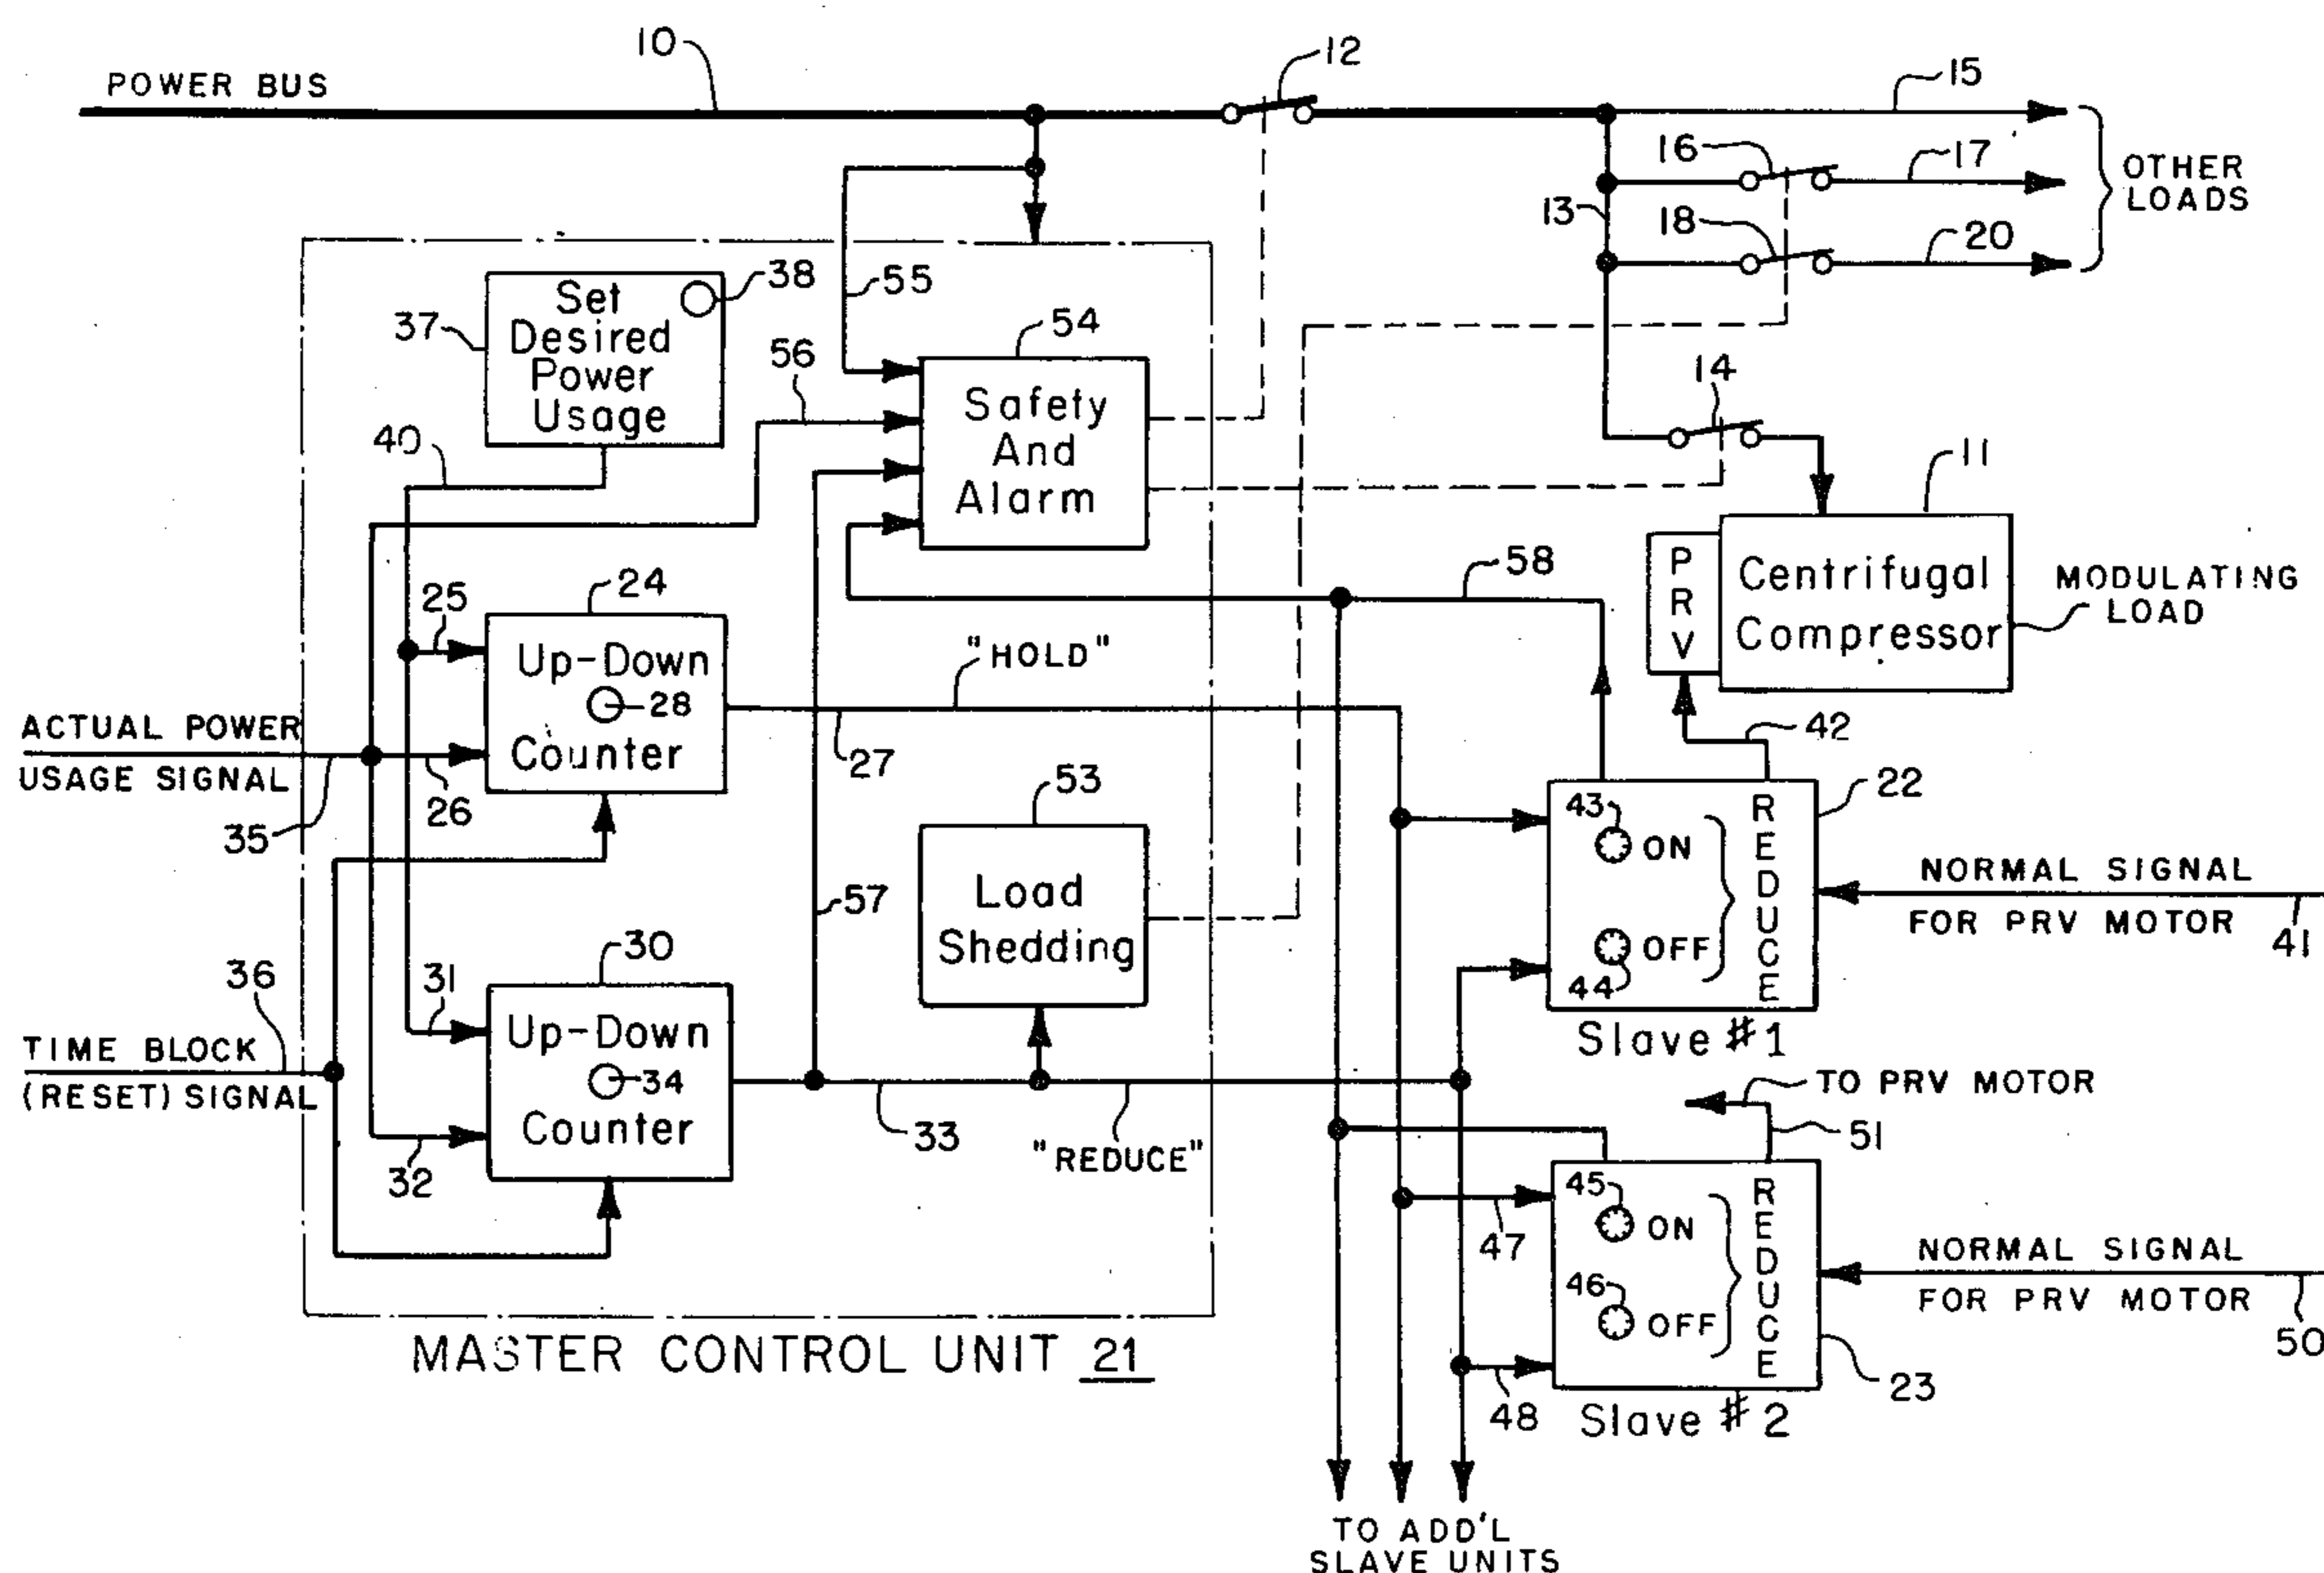 10
12
POWER BUS
15
16
17
OTHER
LOADS
13
18
20
Set
Desired
Power
Usage
38
37
55
54
56
14
40
Safety
And
Alarm
11
P
R
V
Centrifugal
Compressor
MODULATING
LOAD
58
24
25
Up-Down
28
Counter
"HOLD"
42
ACTUAL POWER
USAGE SIGNAL
35
26
27
53
22
43
ON
44
OFF
REDUCE
NORMAL SIGNAL
FOR PRV MOTOR
41
Slave #1
Load
Shedding
57
30
31
36
Up-Down
34
Counter
TIME BLOCK
(RESET) SIGNAL
32
33
"REDUCE"
TO PRV MOTOR
51
45
ON
46
OFF
REDUCE
47
48
NORMAL SIGNAL
FOR PRV MOTOR
50
23
Slave #2
MASTER CONTROL UNIT 21
TO ADD'L
SLAVE UNITS